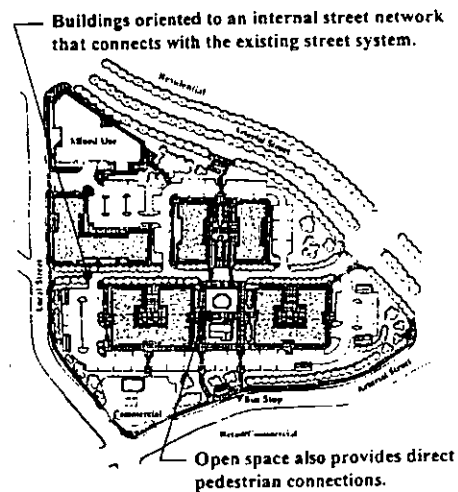 Buildings oriented to an internal street network
that connects with the existing street system.
Residential
Mixed Use
Local Street
Commercial
Bus Stop
Arterial Street
Retail/Commercial
Open space also provides direct
pedestrian connections.